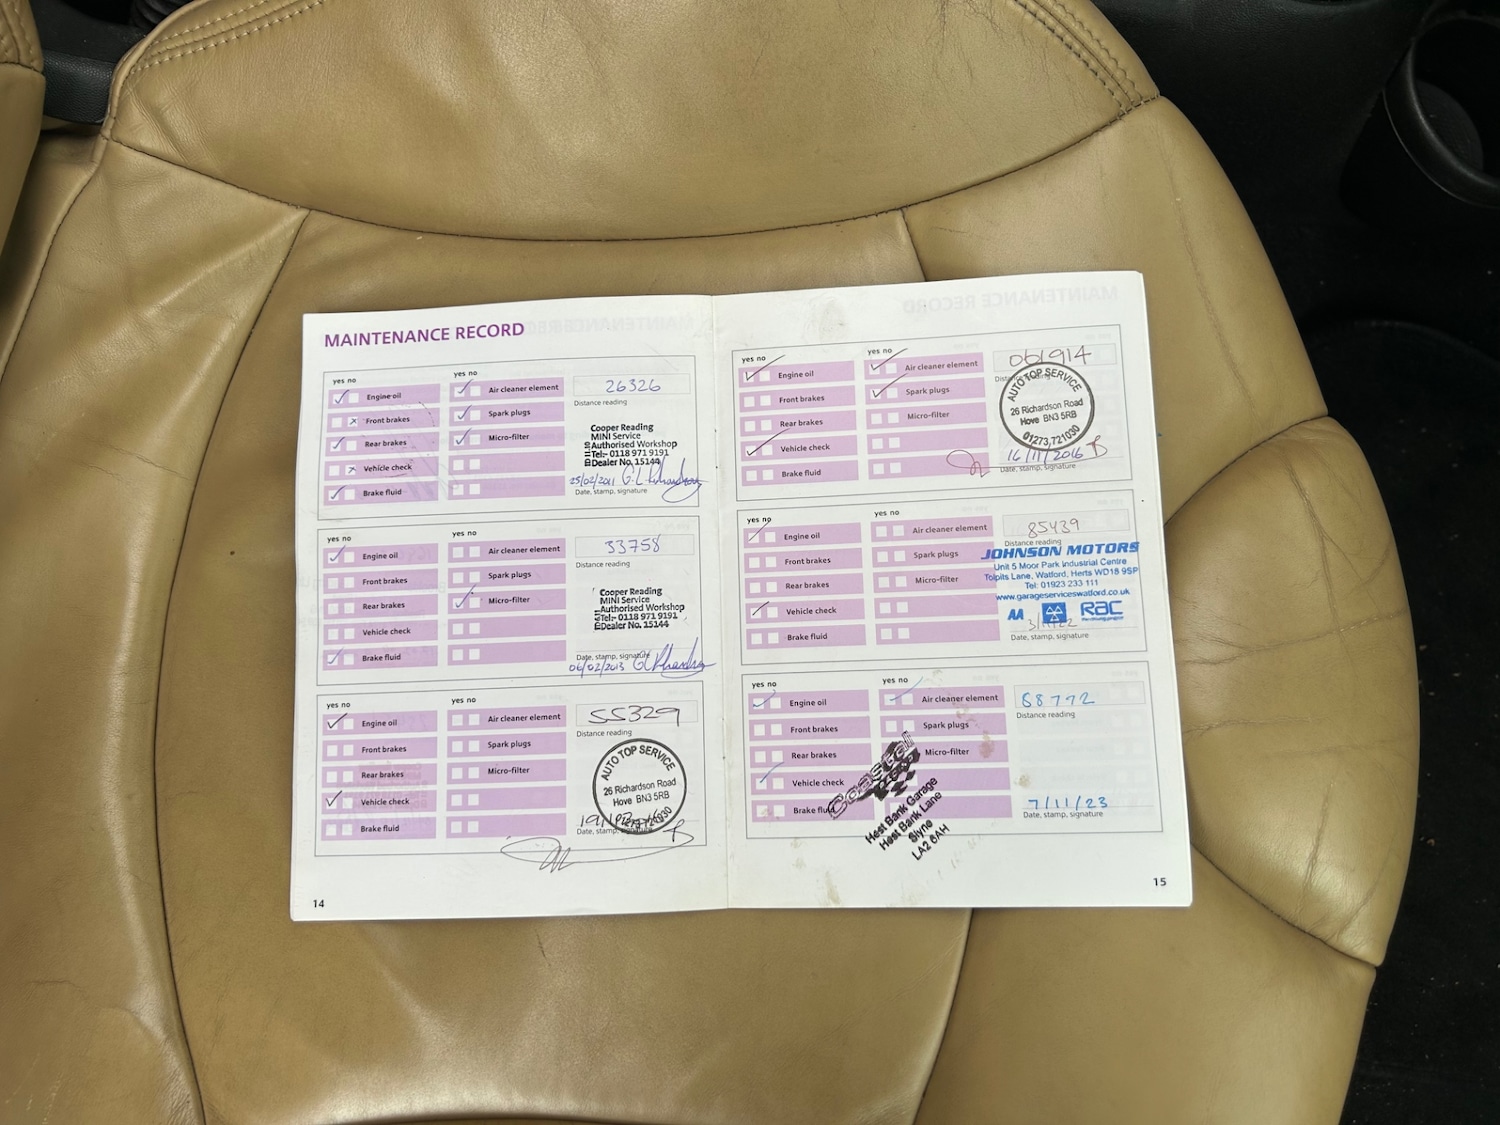 MAINTENANCE RECORD
yes no
yes no
Engine oil
Air cleaner element
26326
Front brakes
Spark plugs
Distance reading
Rear brakes
Micro-filter
Vehicle check
Brake fluid
Cooper Reading
MINI Service
Authorised Workshop
Tel:- 0118 971 9191
Dealer No. 15144
25/02/2011
Date, stamp, signature
yes no
yes no
Engine oil
Air cleaner element
33758
Front brakes
Spark plugs
Distance reading
Rear brakes
Micro-filter
Vehicle check
Brake fluid
Cooper Reading
MINI Service
Authorised Workshop
Tel:- 0118 971 9191
Dealer No. 15144
Date, stamp, signature
06/02/2013
yes no
yes no
Engine oil
Air cleaner element
55329
Front brakes
Spark plugs
Distance reading
Rear brakes
Micro-filter
Vehicle check
Brake fluid
AUTO TOP SERVICE
26 Richardson Road
Hove BN3 5RB
01273 721030
Date, stamp, signature
14
yes no
yes no
Engine oil
Air cleaner element
Front brakes
Spark plugs
Distance reading
Rear brakes
Micro-filter
Vehicle check
Brake fluid
AUTO TOP SERVICE
26 Richardson Road
Hove BN3 5RB
01273,721030
16/11/2016
Date, stamp, signature
yes no
yes no
Engine oil
Air cleaner element
85439
Front brakes
Spark plugs
Distance reading
Rear brakes
Micro-filter
Vehicle check
Brake fluid
JOHNSON MOTORS
Unit 5 Moor Park Industrial Centre
Tolpits Lane, Watford, Herts WD18 9SP
Tel: 01923 233 111
www.garageserviceswatford.co.uk
AA RAC
Date, stamp, signature
yes no
yes no
Engine oil
Air cleaner element
88772
Front brakes
Spark plugs
Distance reading
Rear brakes
Micro-filter
Vehicle check
Brake fluid
Coastal
Hest Bank Garage
Hest Bank Lane
Slyne
LA2 6AH
7/11/23
Date, stamp, signature
15